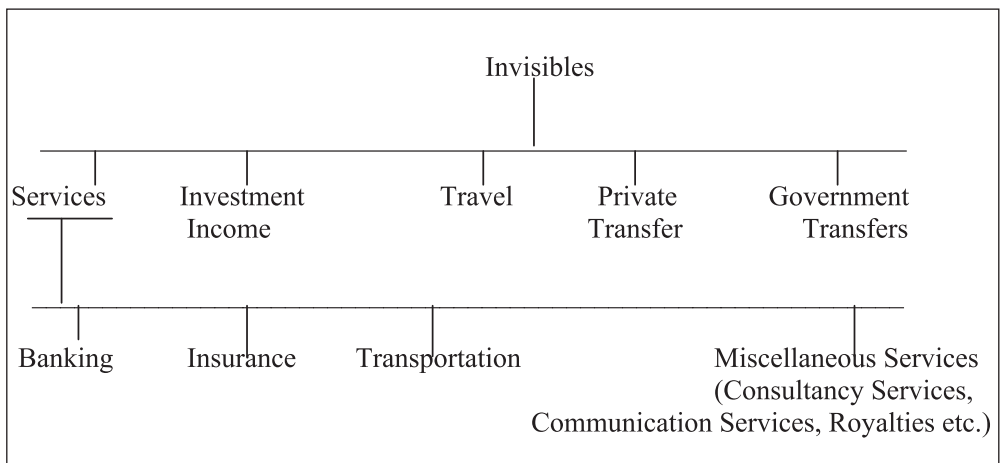 Invisibles
Services Investment Travel Private Government
Income Transfer Transfers
Banking Insurance Transportation Miscellaneous Services
(Consultancy Services,
Communication Services, Royalties etc.)